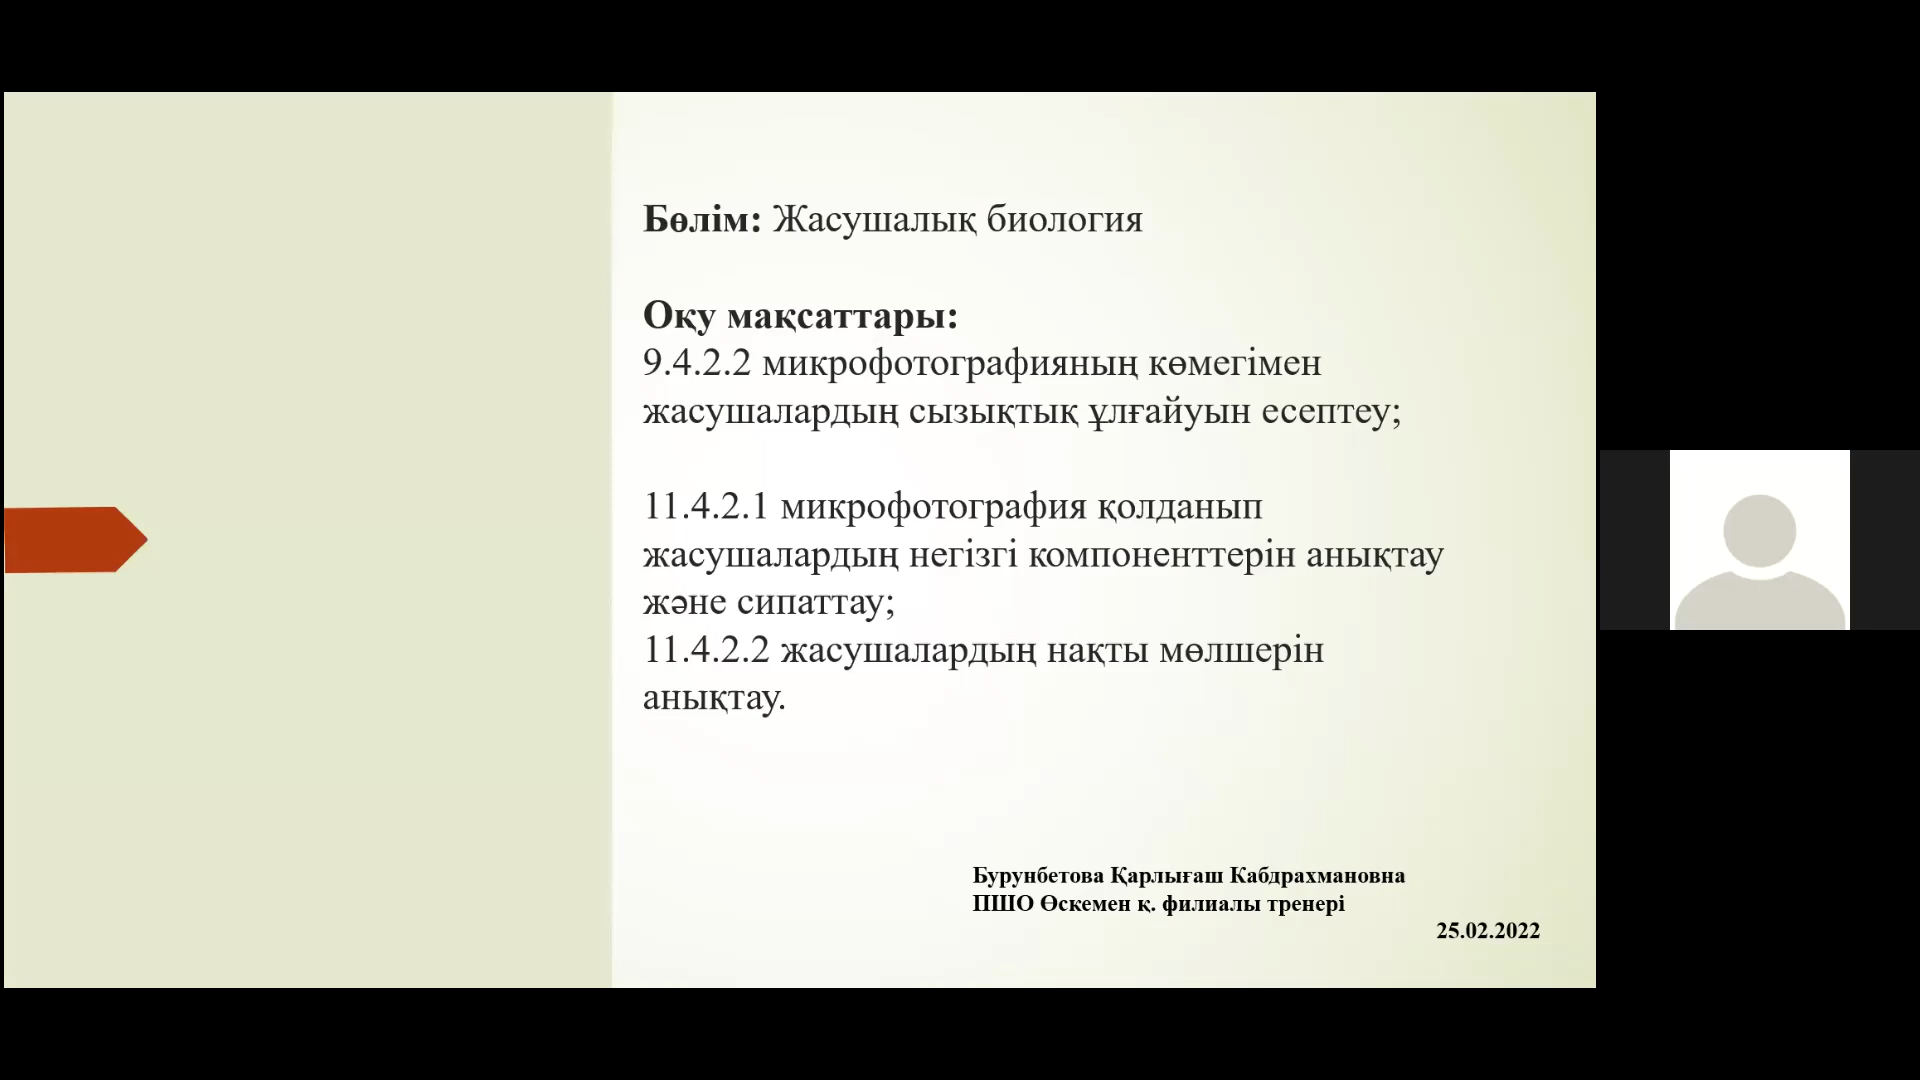 Бөлім: Жасушалық биология
Оқу мақсаттары:
9.4.2.2 микрофотографияның көмегімен
жасушалардың сызықтық ұлғайуын есептеу;
11.4.2.1 микрофотография қолданып
жасушалардың негізгі компоненттерін анықтау
және сипаттау;
11.4.2.2 жасушалардың нақты мөлшерін
анықтау.
Бурунбетова Қарлығаш Кабдрахмановна
ПШО Өскемен қ. филиалы тренері
25.02.2022